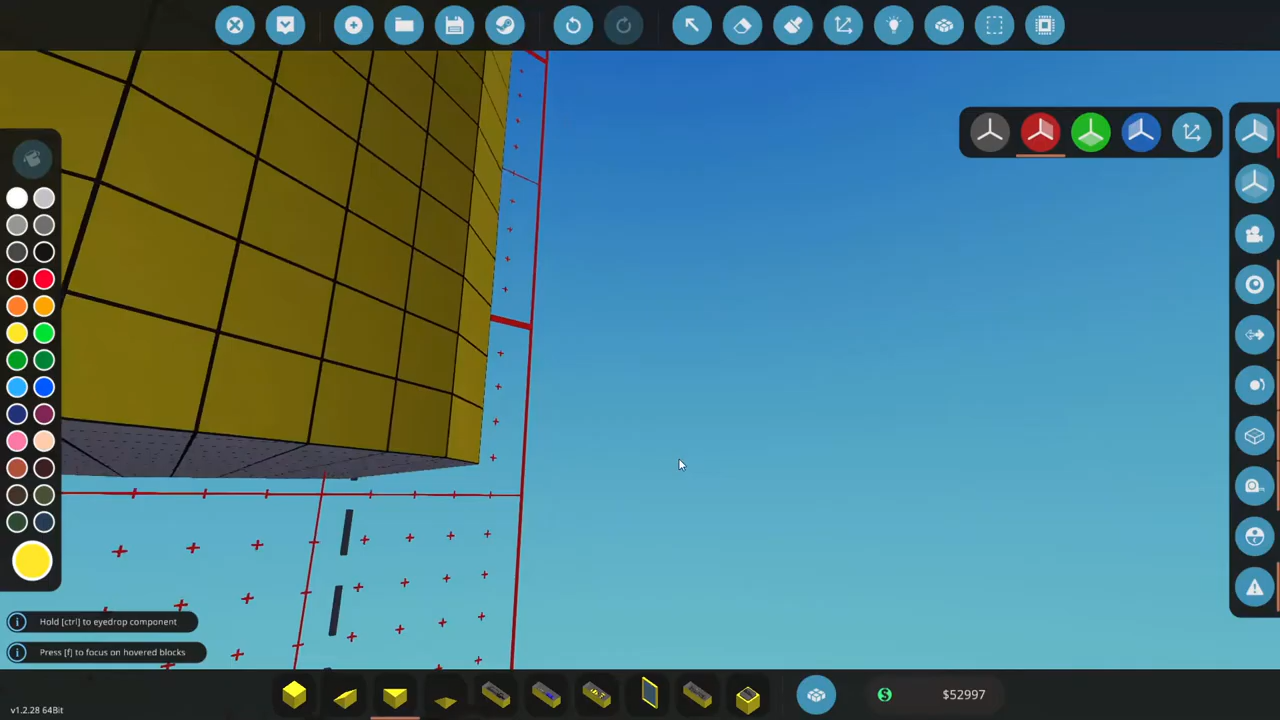 Hold [ctrl] to eyedrop component
Press [f] to focus on hovered blocks
$52997
v1.2.28 64Bit